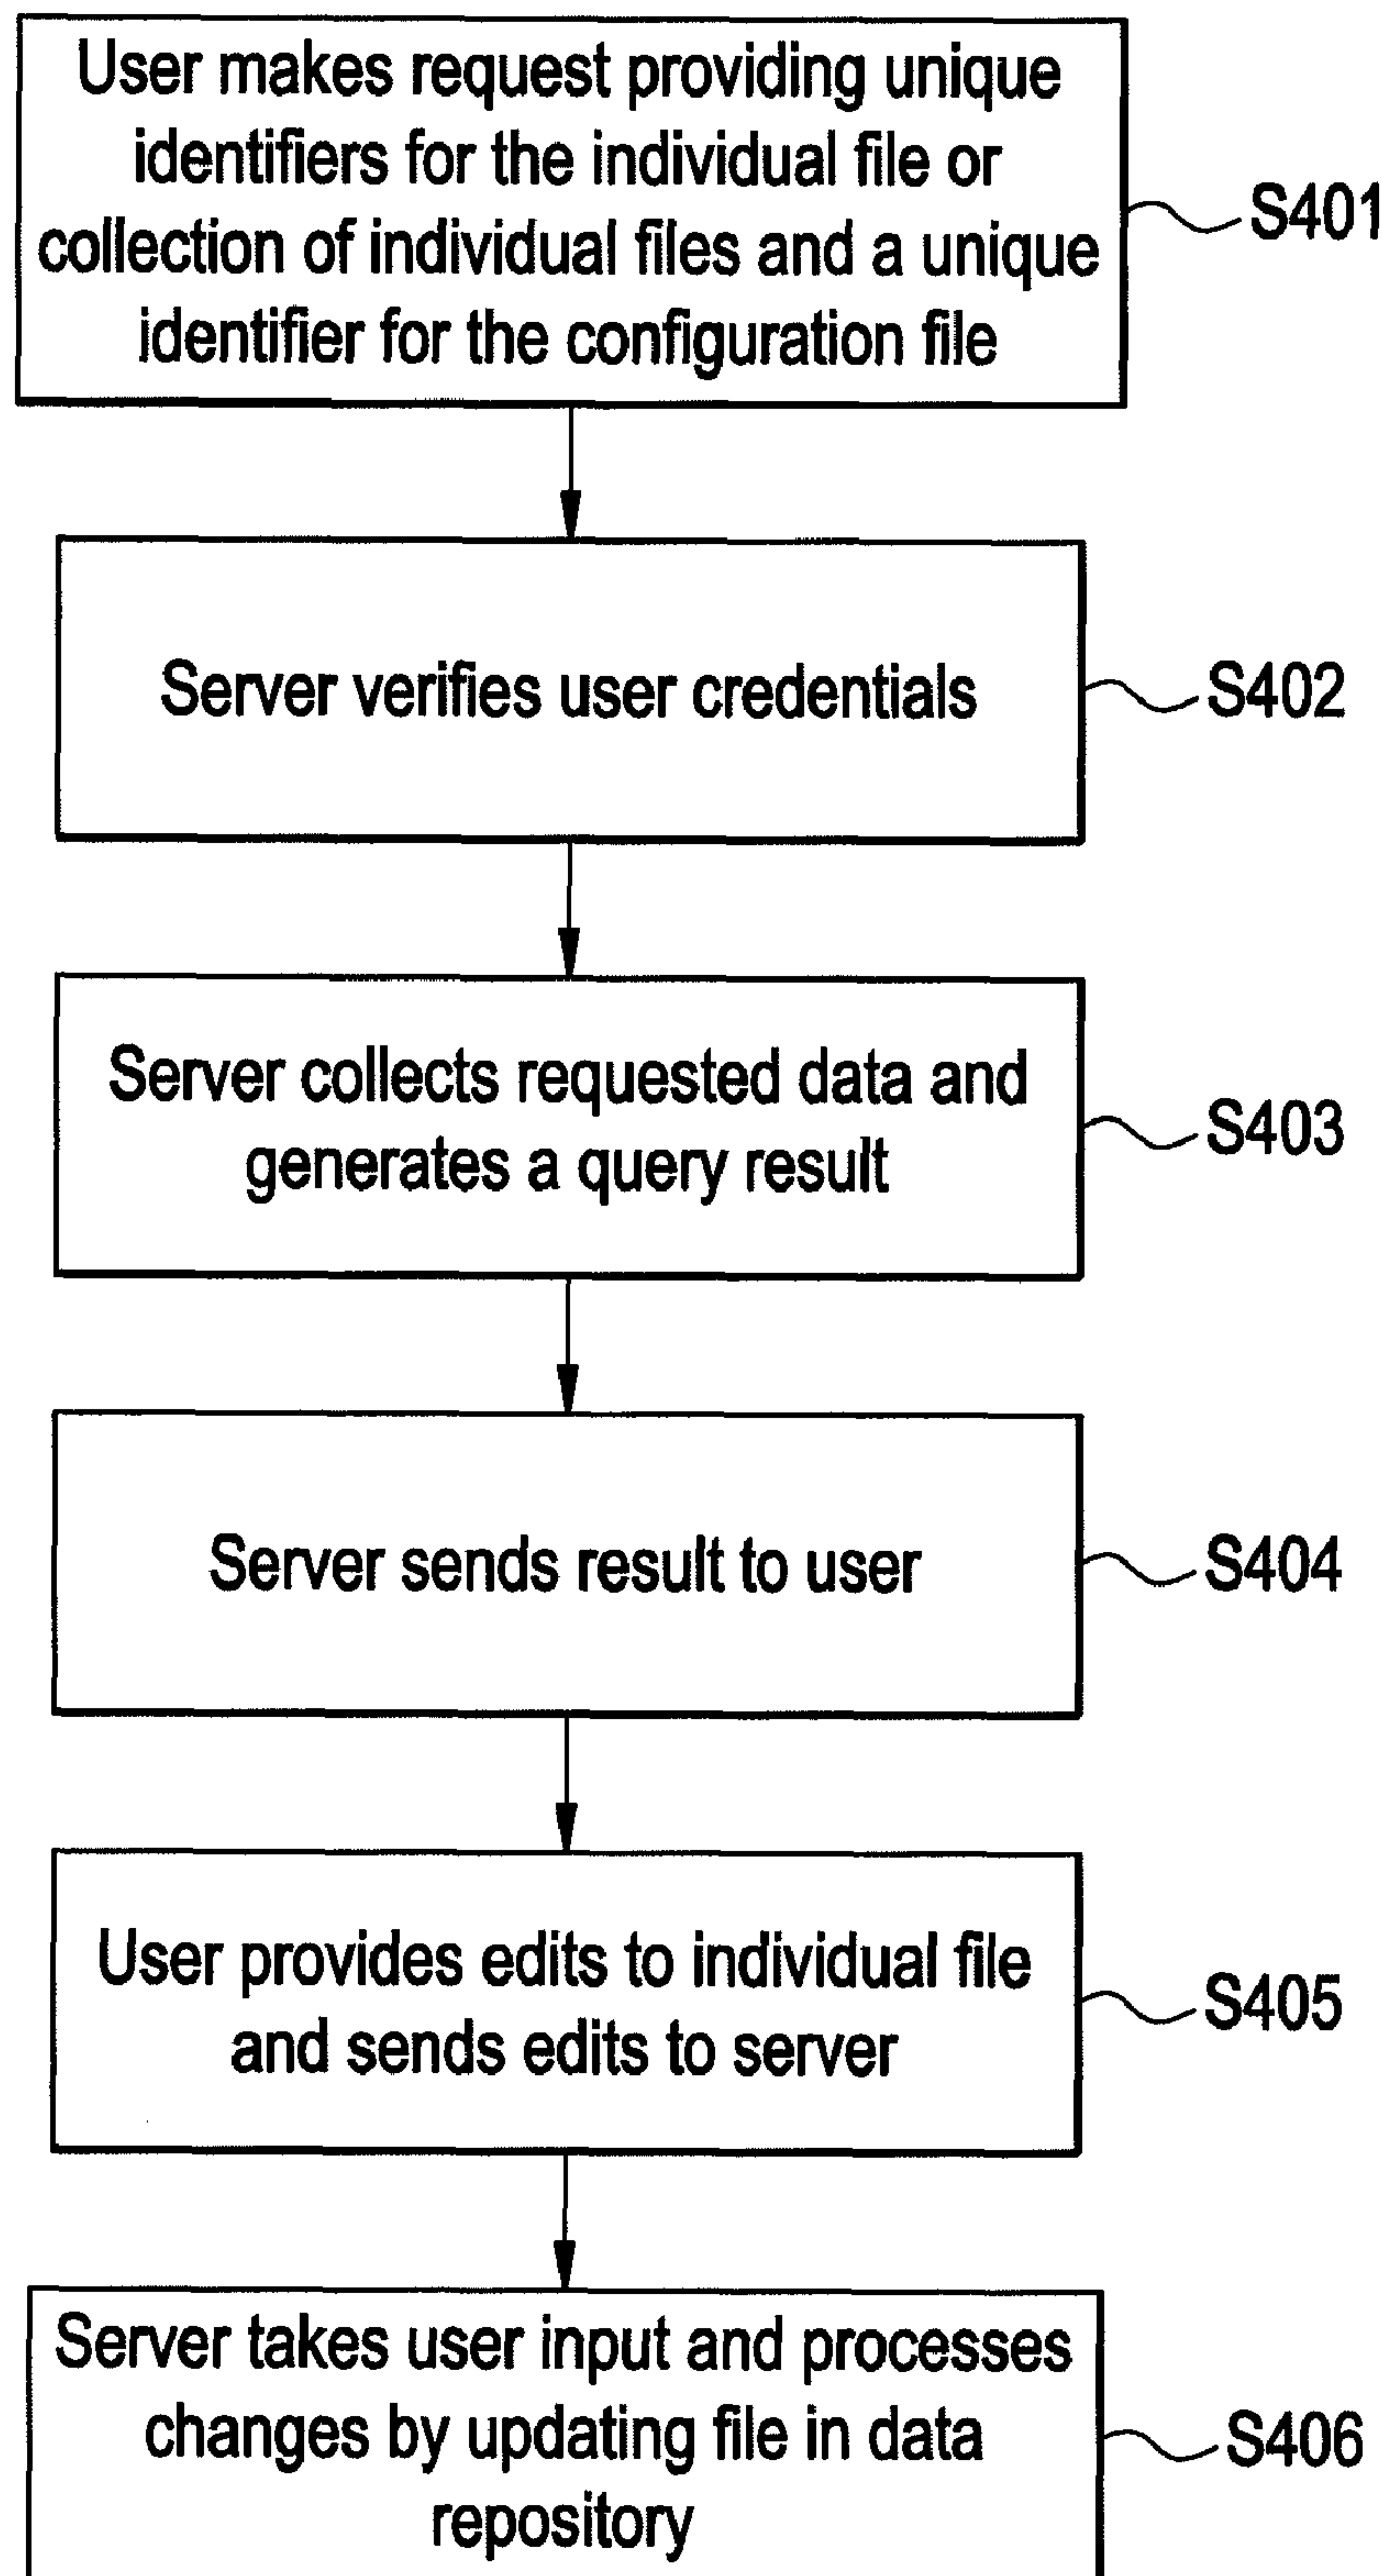 User makes request providing unique
identifiers for the individual file or
collection of individual files and a unique
identifier for the configuration file
S401
Server verifies user credentials
S402
Server collects requested data and
generates a query result
S403
Server sends result to user
S404
User provides edits to individual file
and sends edits to server
S405
Server takes user input and processes
changes by updating file in data
repository
S406